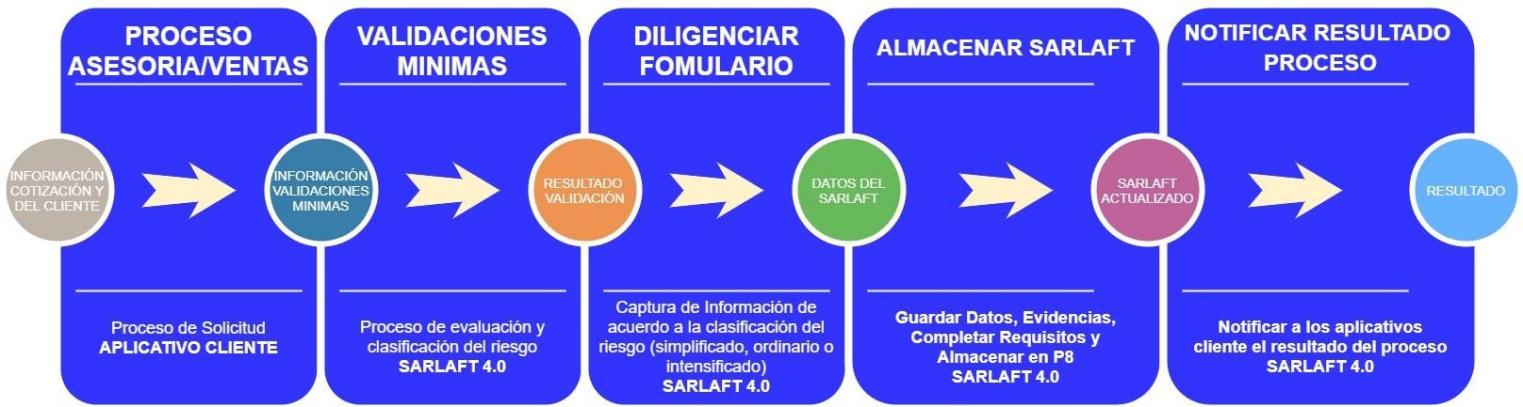 PROCESO
ASESORIA/VENTAS
VALIDACIONES
MINIMAS
DILIGENCIAR
FOMULARIO
ALMACENAR SARLAFT
NOTIFICAR RESULTADO
PROCESO
INFORMACIÓN
COTIZACIÓN Y
DEL CLIENTE
INFORMACIÓN
VALIDACIONES
MINIMAS
RESULTADO
VALIDACIÓN
DATOS DEL
SARLAFT
SARLAFT
ACTUALIZADO
RESULTADO
Proceso de Solicitud
APLICATIVO CLIENTE
Proceso de evaluación y
clasificación del riesgo
SARLAFT 4.0
Captura de Información de
acuerdo a la clasificación del
riesgo (simplificado, ordinario o
intensificado)
SARLAFT 4.0
Guardar Datos, Evidencias,
Completar Requisitos y
Almacenar en P8
SARLAFT 4.0
Notificar a los aplicativos
cliente el resultado del proceso
SARLAFT 4.0